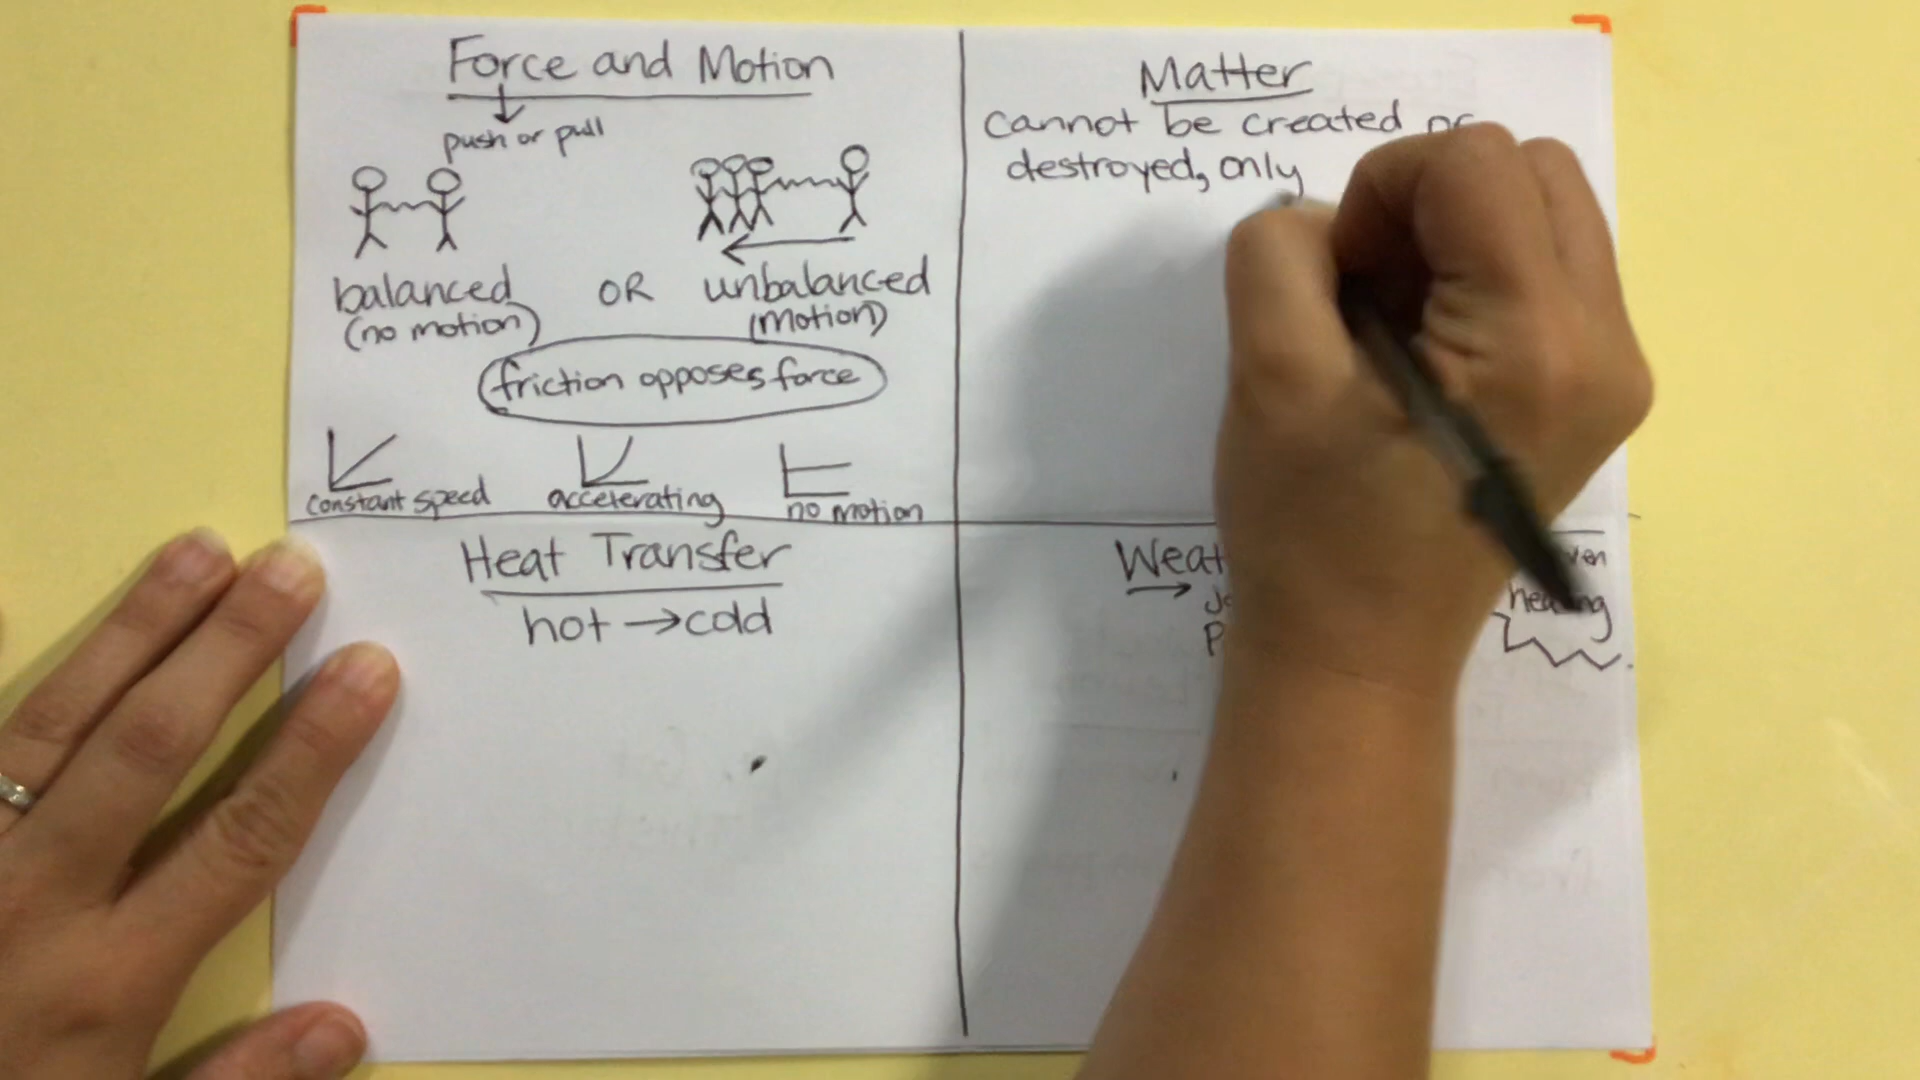 Force and Motion
push or pull
balanced OR unbalanced
(no motion) (motion)
friction opposes force
constant speed accelerating no motion
Matter
cannot be created or
destroyed, only
Heat Transfer
hot → cold